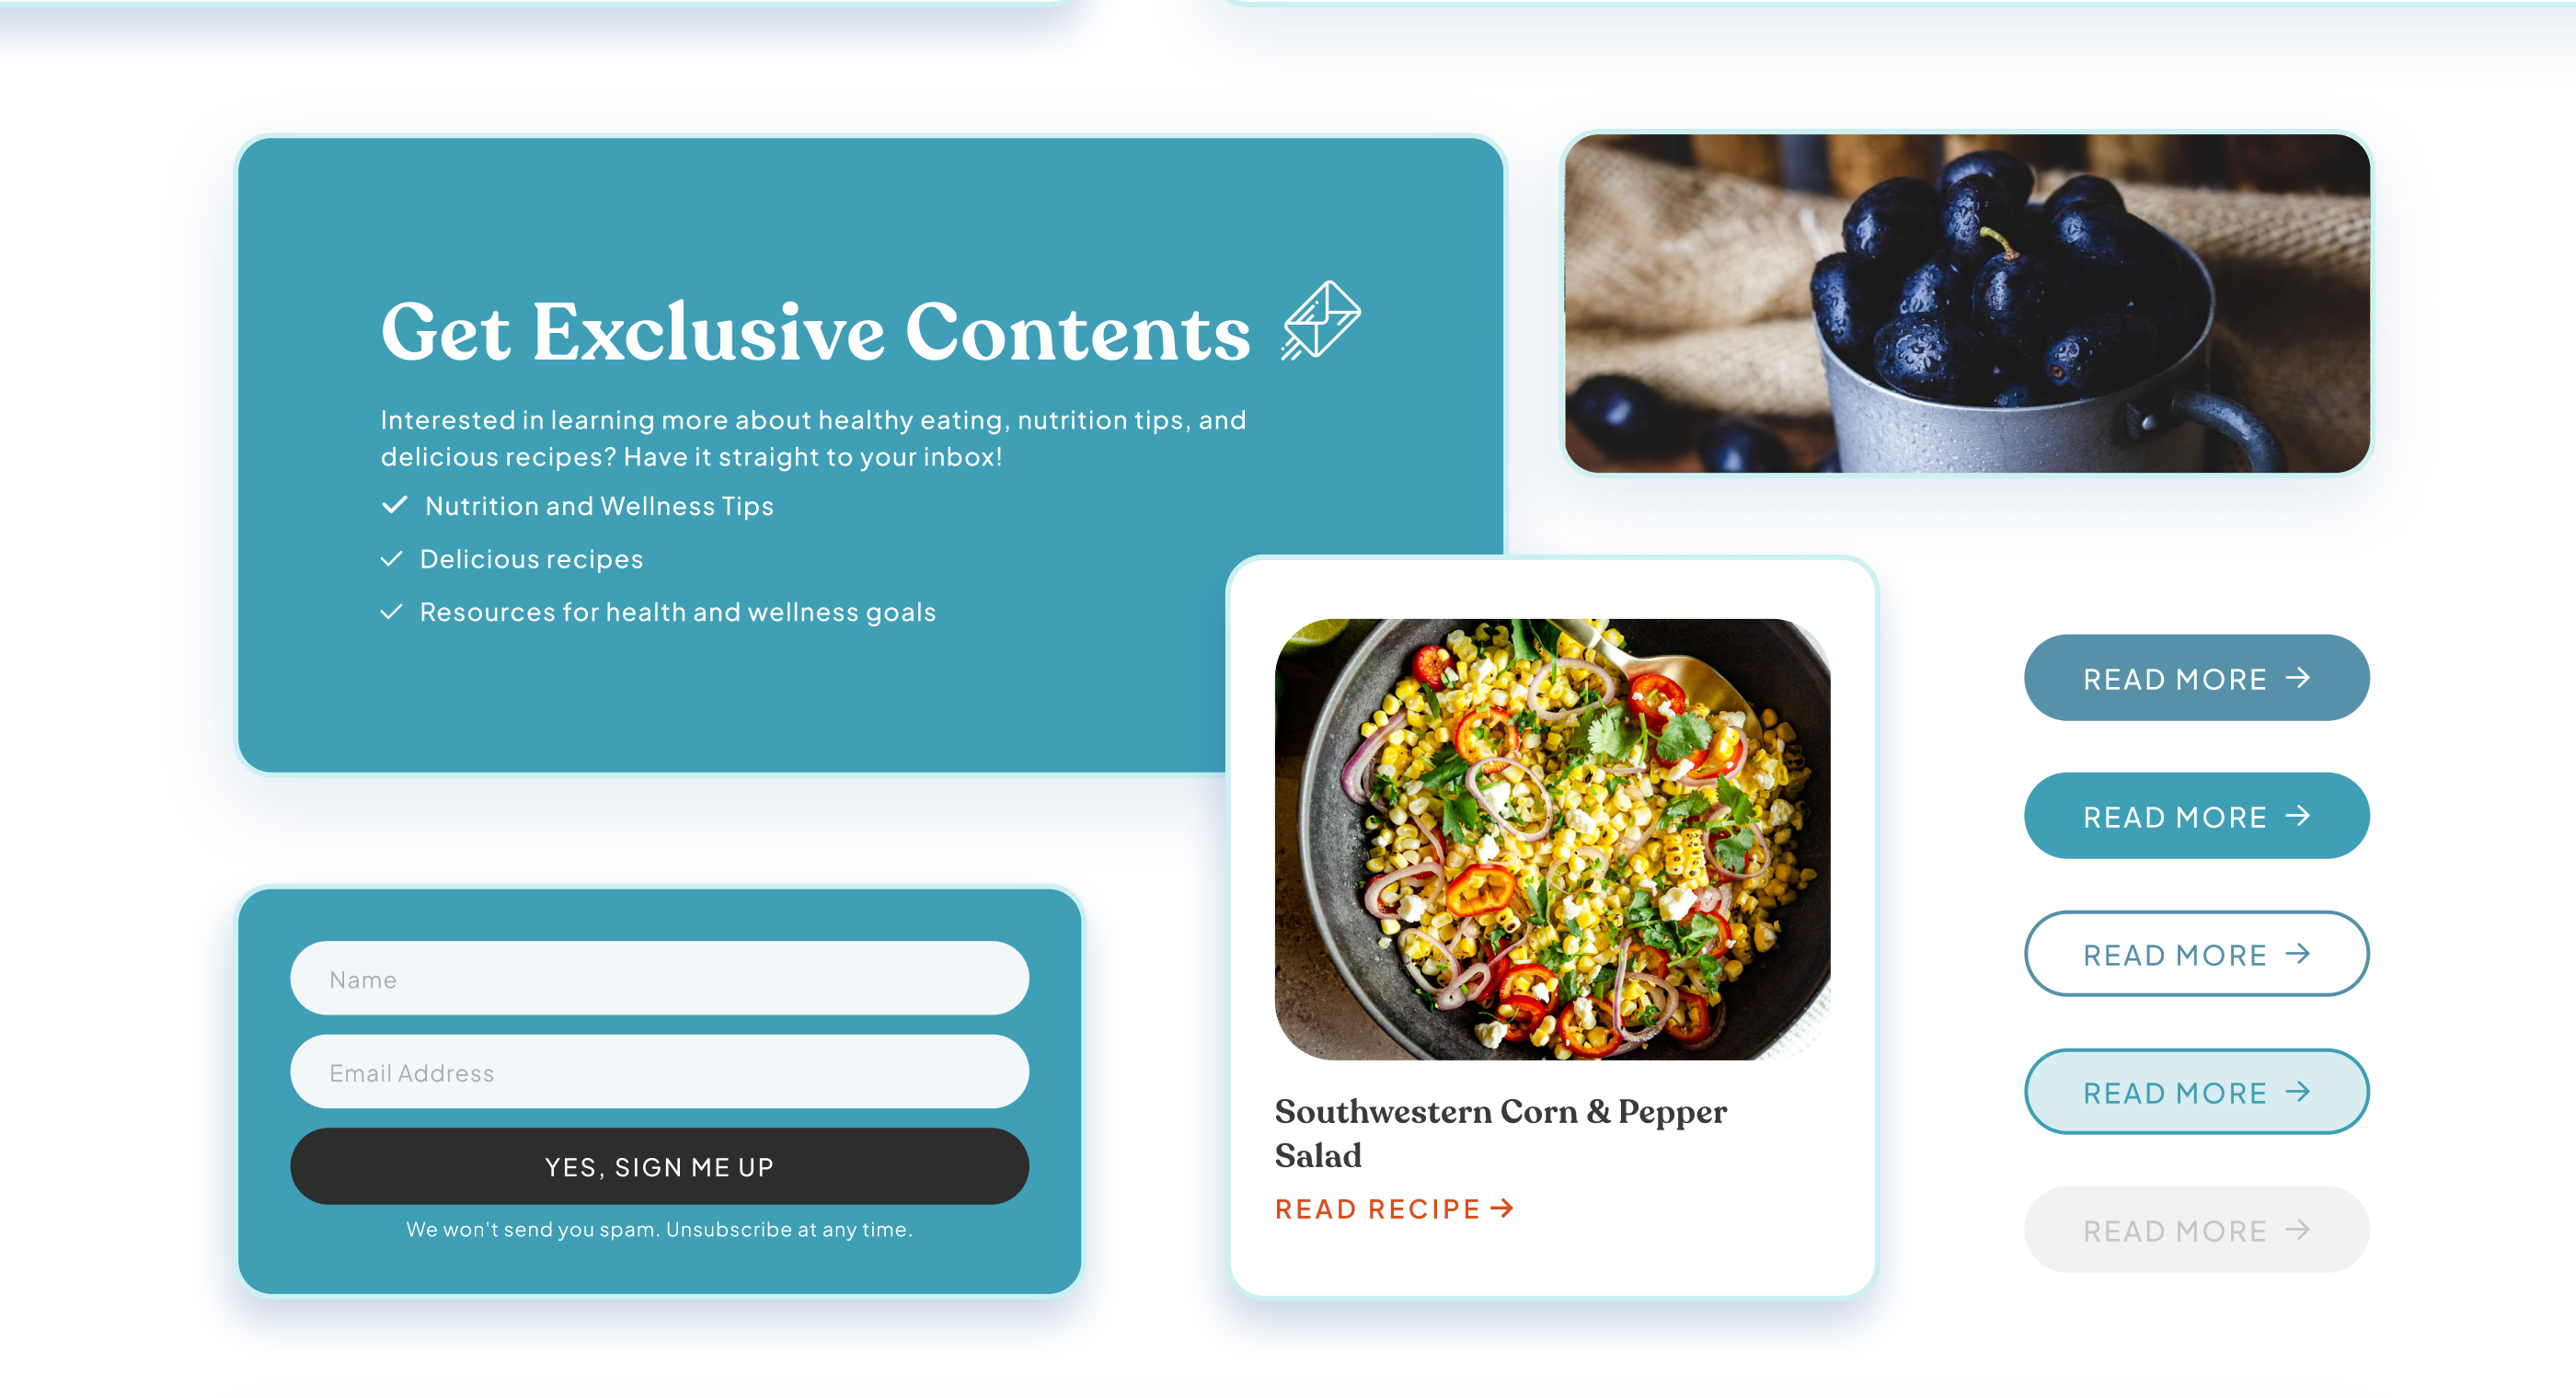 Get Exclusive Contents
Interested in learning more about healthy eating, nutrition tips, and
delicious recipes? Have it straight to your inbox!
Nutrition and Wellness Tips
Delicious recipes
Resources for health and wellness goals
Name
Email Address
YES, SIGN ME UP
We won't send you spam. Unsubscribe at any time.
Southwestern Corn & Pepper
Salad
READ RECIPE →
READ MORE →
READ MORE →
READ MORE →
READ MORE →
READ MORE →